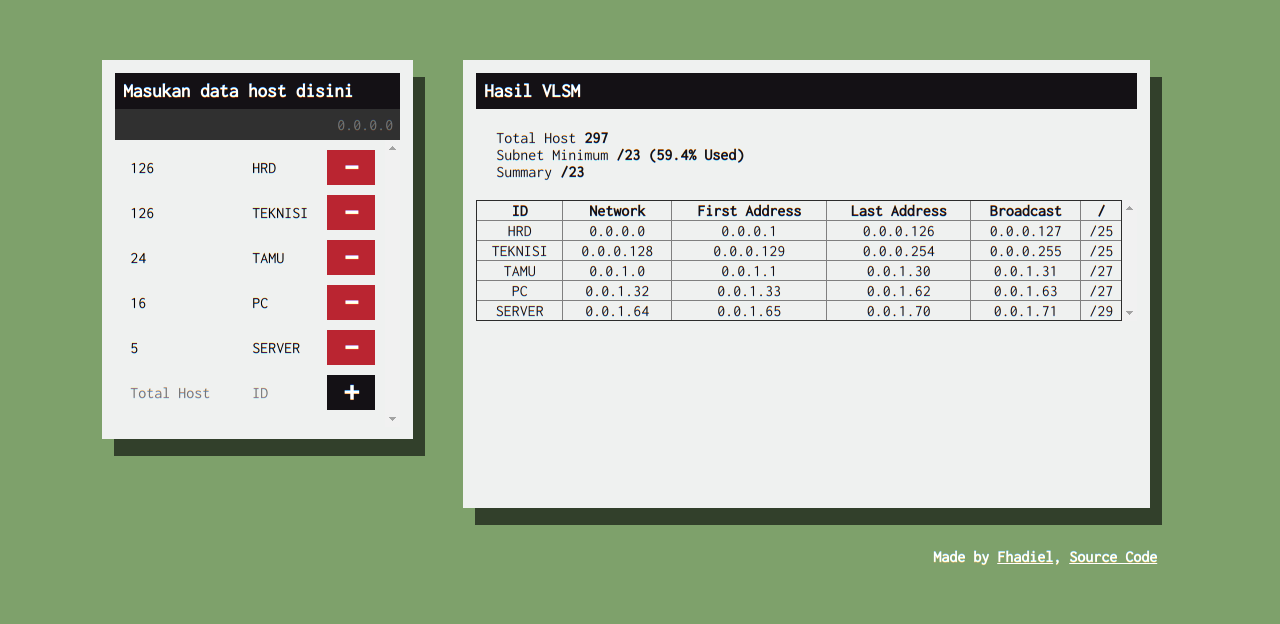 Masukan data host disini
0.0.0.0
126 HRD −
126 TEKNISI −
24 TAMU −
16 PC −
5 SERVER −
Total Host ID +
Hasil VLSM
Total Host 297
Subnet Minimum /23 (59.4% Used)
Summary /23
ID Network First Address Last Address Broadcast /
HRD 0.0.0.0 0.0.0.1 0.0.0.126 0.0.0.127 /25
TEKNISI 0.0.0.128 0.0.0.129 0.0.0.254 0.0.0.255 /25
TAMU 0.0.1.0 0.0.1.1 0.0.1.30 0.0.1.31 /27
PC 0.0.1.32 0.0.1.33 0.0.1.62 0.0.1.63 /27
SERVER 0.0.1.64 0.0.1.65 0.0.1.70 0.0.1.71 /29
Made by Fhadiel, Source Code